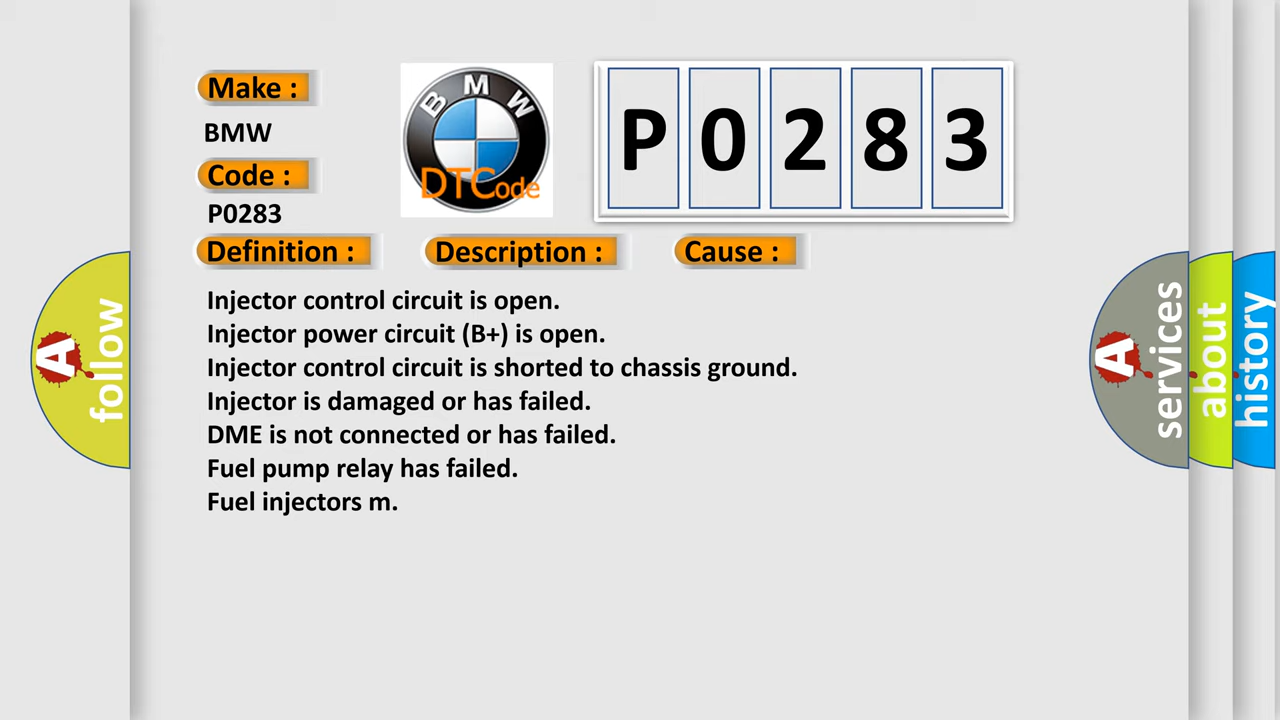 Make :
BMW
Code :
P0283
BMW
DTCode
P0283
Definition :
Description :
Cause :
Injector control circuit is open.
Injector power circuit (B+) is open.
Injector control circuit is shorted to chassis ground.
Injector is damaged or has failed.
DME is not connected or has failed.
Fuel pump relay has failed.
Fuel injectors m.
A follow
A services
about
history